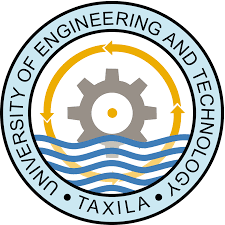 UNIVERSITY OF ENGINEERING AND TECHNOLOGY
• TAXILA •